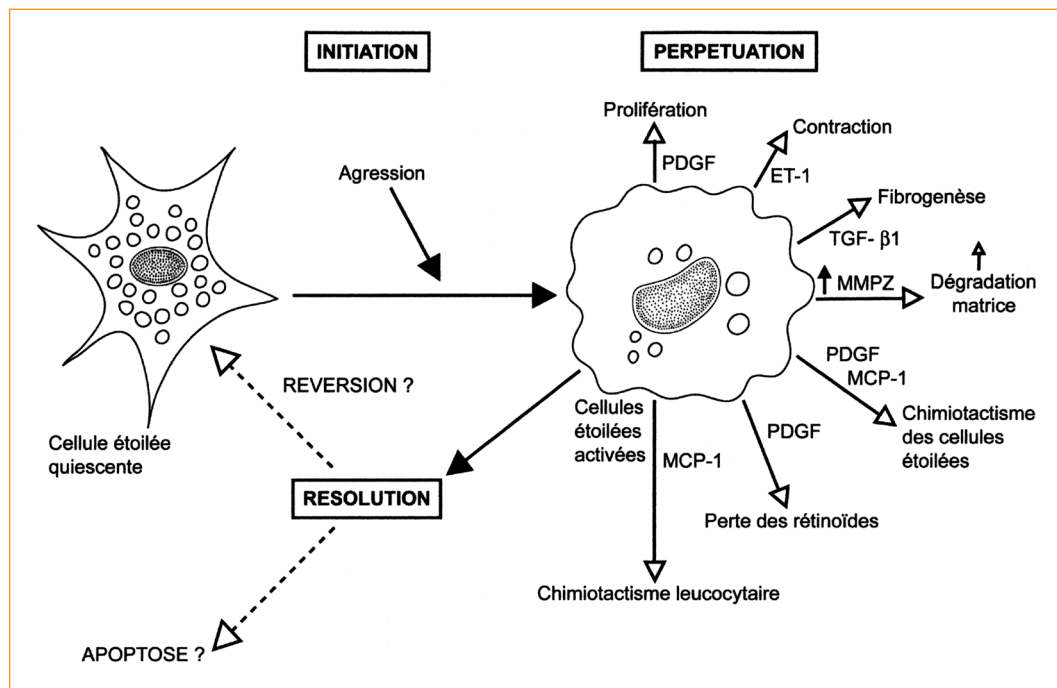 INITIATION
PERPETUATION
Agression
Prolifération
PDGF
Contraction
ET-1
Fibrogenèse
TGF- β1
MMPZ
Dégradation
matrice
PDGF
MCP-1
Chimiotactisme
des cellules
étoilées
PDGF
Perte des rétinoïdes
Cellules
étoilées
activées
MCP-1
Chimiotactisme leucocytaire
Cellule étoilée
quiescente
REVERSION ?
RESOLUTION
APOPTOSE ?